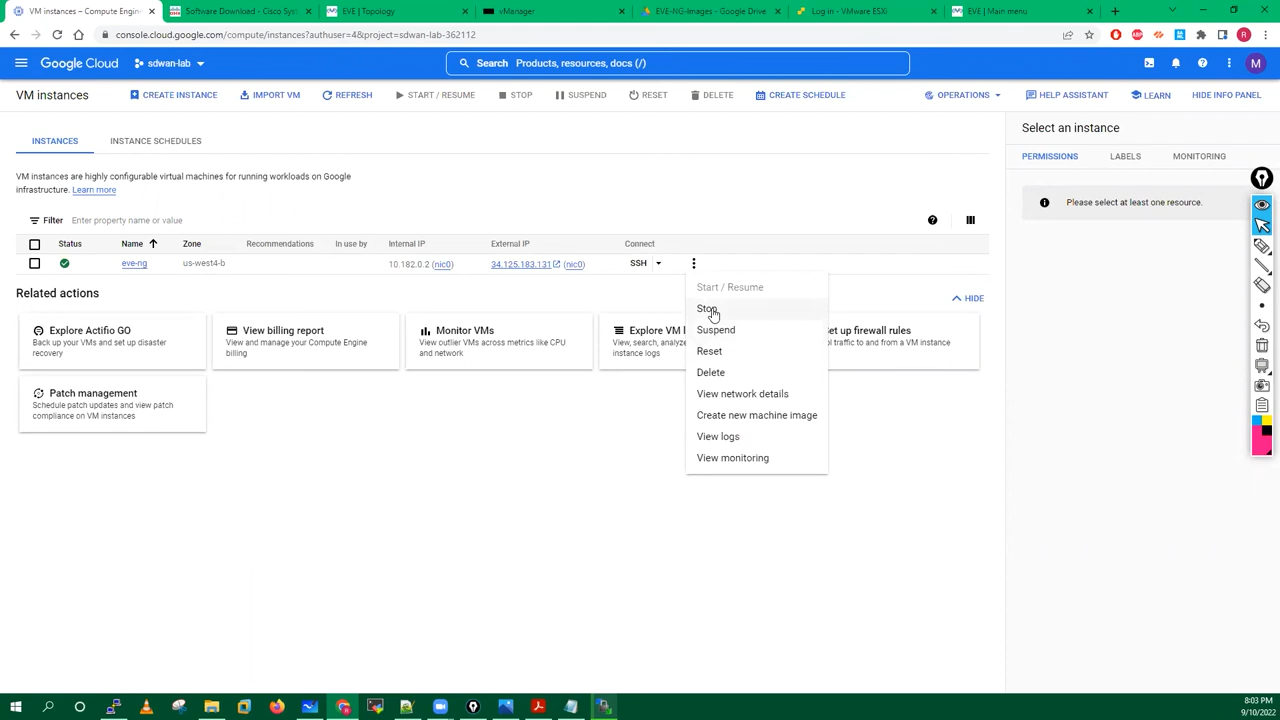 VM instances – Compute Engin
Software Download - Cisco Sys
EVE | Topology
vManager
EVE-NG-Images - Google Drive
Log in - VMware ESXi
EVE | Main menu
console.cloud.google.com/compute/instances?authuser=4&project=sdwan-lab-362112
R
Google Cloud
sdwan-lab
Search Products, resources, docs (/)
M
VM instances
CREATE INSTANCE
IMPORT VM
REFRESH
START / RESUME
STOP
SUSPEND
RESET
DELETE
CREATE SCHEDULE
OPERATIONS
HELP ASSISTANT
LEARN
HIDE INFO PANEL
INSTANCES
INSTANCE SCHEDULES
VM instances are highly configurable virtual machines for running workloads on Google
infrastructure. Learn more
Filter Enter property name or value
Status Name Zone Recommendations In use by Internal IP External IP Connect
eve-ng us-west4-b 10.182.0.2 (nic0) 34.125.183.131 (nic0) SSH
Start / Resume
Stop
Suspend
Reset
Delete
View network details
Create new machine image
View logs
View monitoring
Related actions
HIDE
Explore Actifio GO
Back up your VMs and set up disaster
recovery
View billing report
View and manage your Compute Engine
billing
Monitor VMs
View outlier VMs across metrics like CPU
and network
Explore VM l
View, search, analyze
instance logs
et up firewall rules
ol traffic to and from a VM instance
Patch management
Schedule patch updates and view patch
compliance on VM instances
Select an instance
PERMISSIONS
LABELS
MONITORING
Please select at least one resource.
8:03 PM
9/10/2022